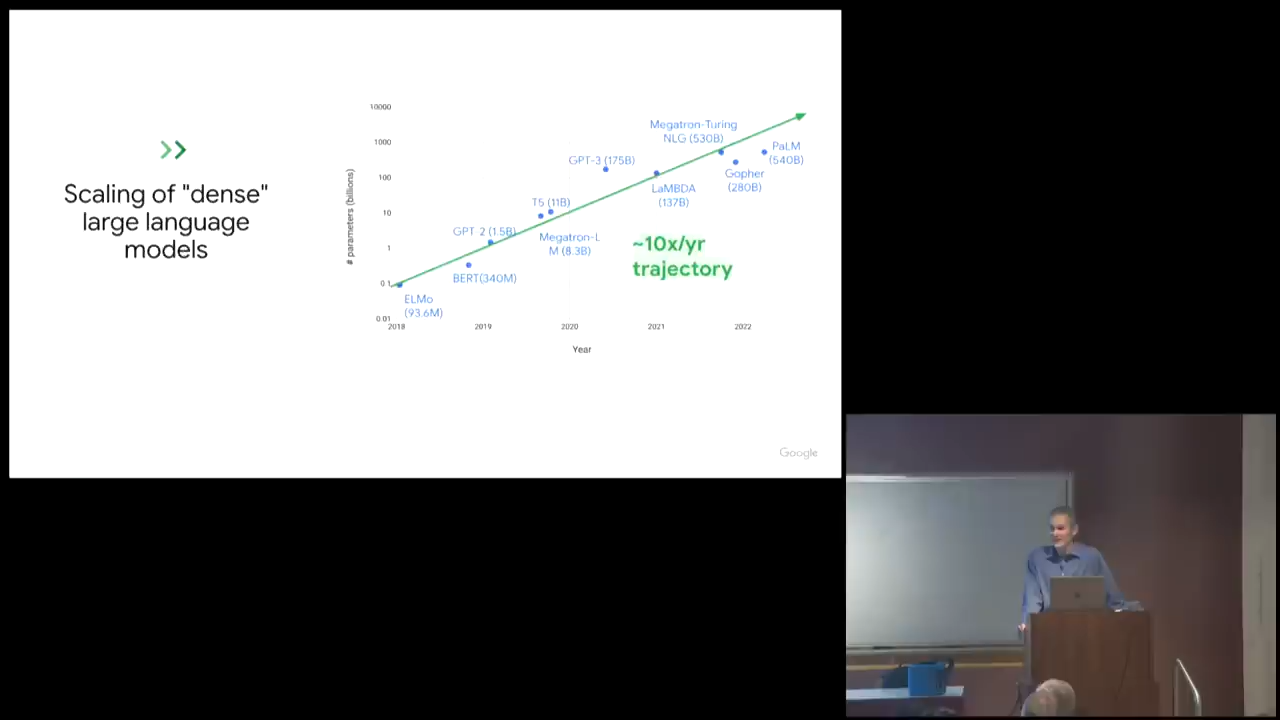 Scaling of "dense"
large language
models
# parameters (billions)
10000
1000
100
10
1
0.1
0.01
2018
2019
2020
2021
2022
Year
ELMo
(93.6M)
BERT(340M)
GPT-2 (1.5B)
T5 (11B)
Megatron-L
M (8.3B)
GPT-3 (175B)
LaMBDA
(137B)
Megatron-Turing
NLG (530B)
Gopher
(280B)
PaLM
(540B)
~10x/yr
trajectory
Google